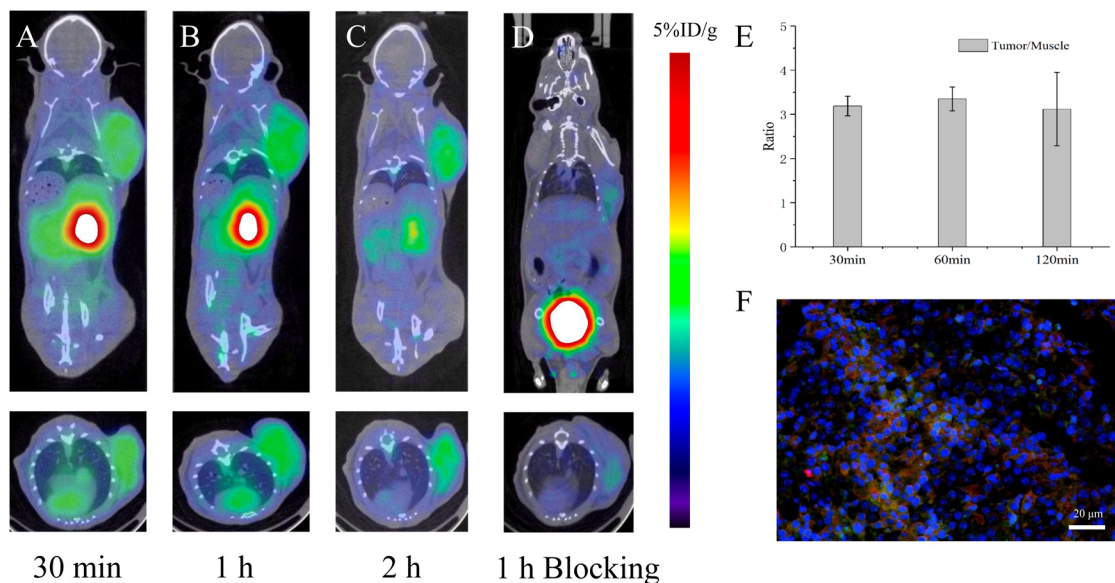 A
B
C
D
5%ID/g
E
5
4
3
2
1
0
Ratio
Tumor/Muscle
30min
60min
120min
F
20 μm
30 min
1 h
2 h
1 h Blocking